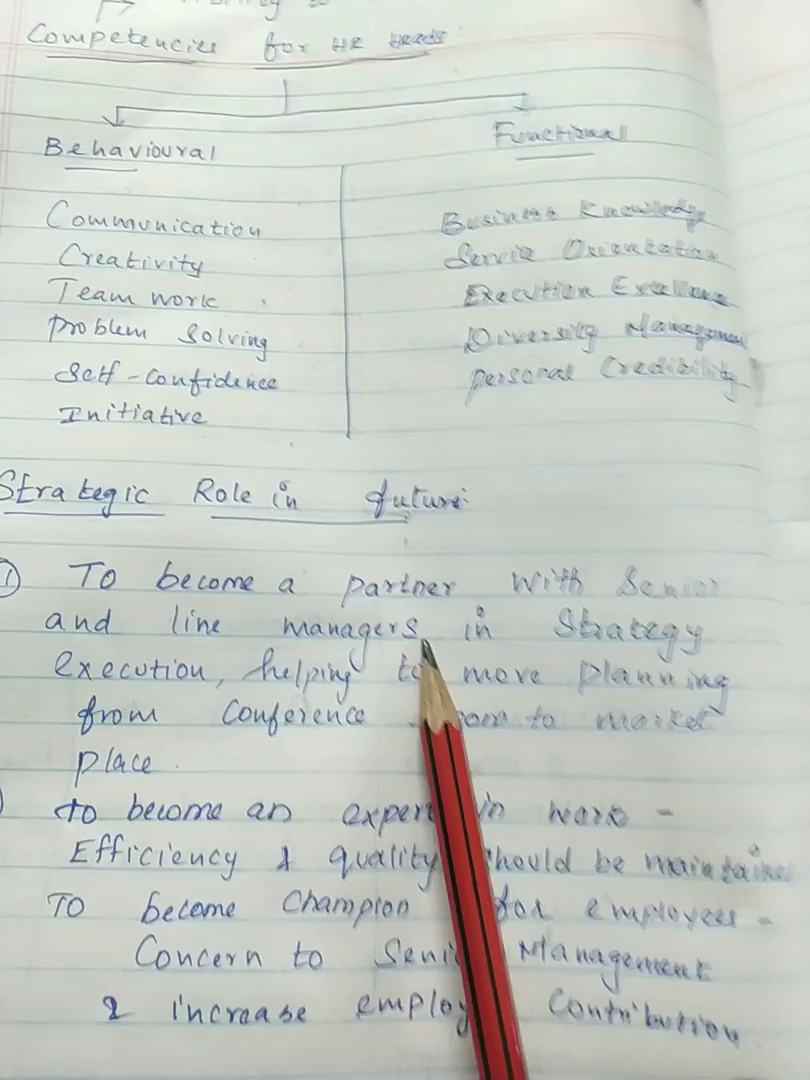 Competencies for HR Heads
Behavioural
Communication
Creativity
Team work
Problem Solving
Self-Confidence
Initiative
Functional
Business Knowledge
Service Orientation
Execution Excellence
Diversity Management
personal Credibility
Strategic Role in future:
① To become a partner with Senior
and line managers in Strategy
execution, helping to move planning
from Conference to market
place.
to become an expert in work -
Efficiency & quality should be maintained
To become Champion for employees -
Concern to Management
& increase Contribution